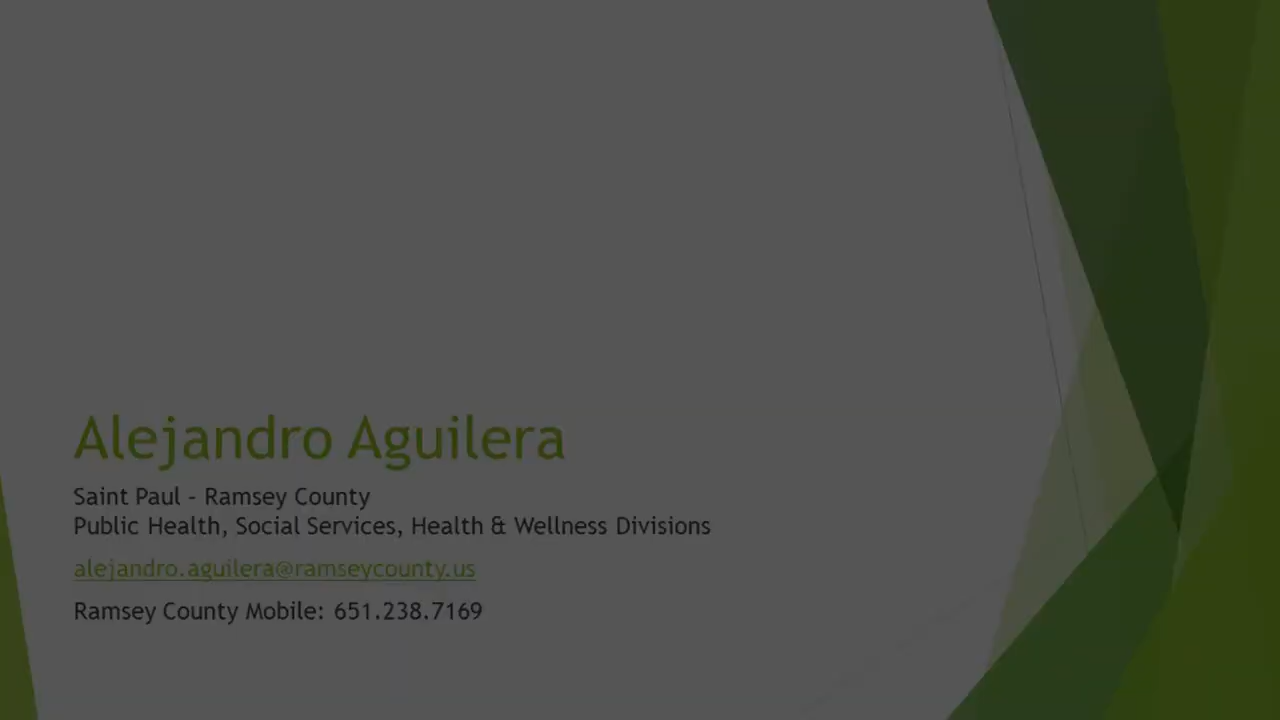 Alejandro Aguilera
Saint Paul - Ramsey County
Public Health, Social Services, Health & Wellness Divisions
alejandro.aguilera@ramseycounty.us
Ramsey County Mobile: 651.238.7169